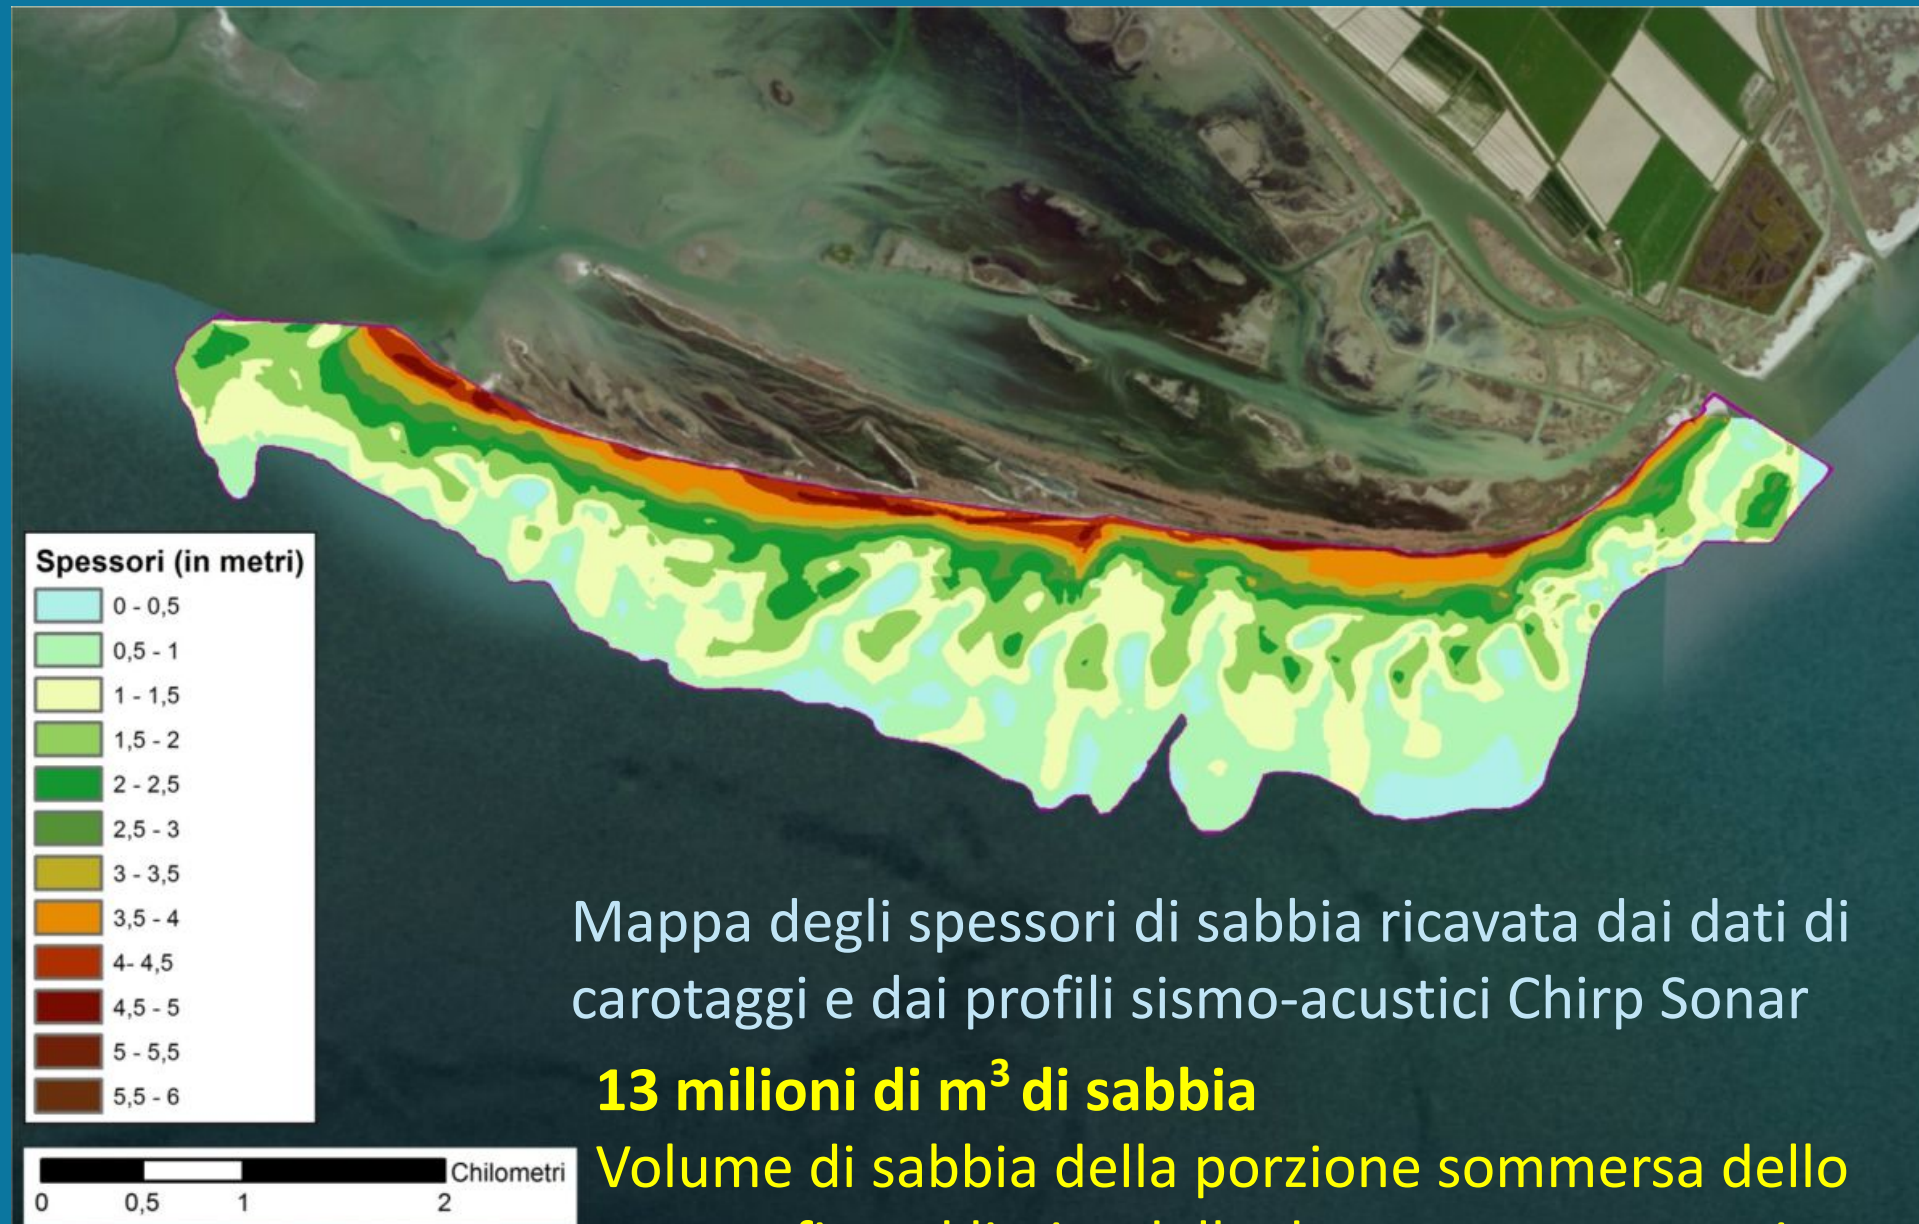 Spessori (in metri)
0 - 0,5
0,5 - 1
1 - 1,5
1,5 - 2
2 - 2,5
2,5 - 3
3 - 3,5
3,5 - 4
4- 4,5
4,5 - 5
5 - 5,5
5,5 - 6
Chilometri
0 0,5 1 2
Mappa degli spessori di sabbia ricavata dai dati di
carotaggi e dai profili sismo-acustici Chirp Sonar
13 milioni di m³ di sabbia
Volume di sabbia della porzione sommersa dello